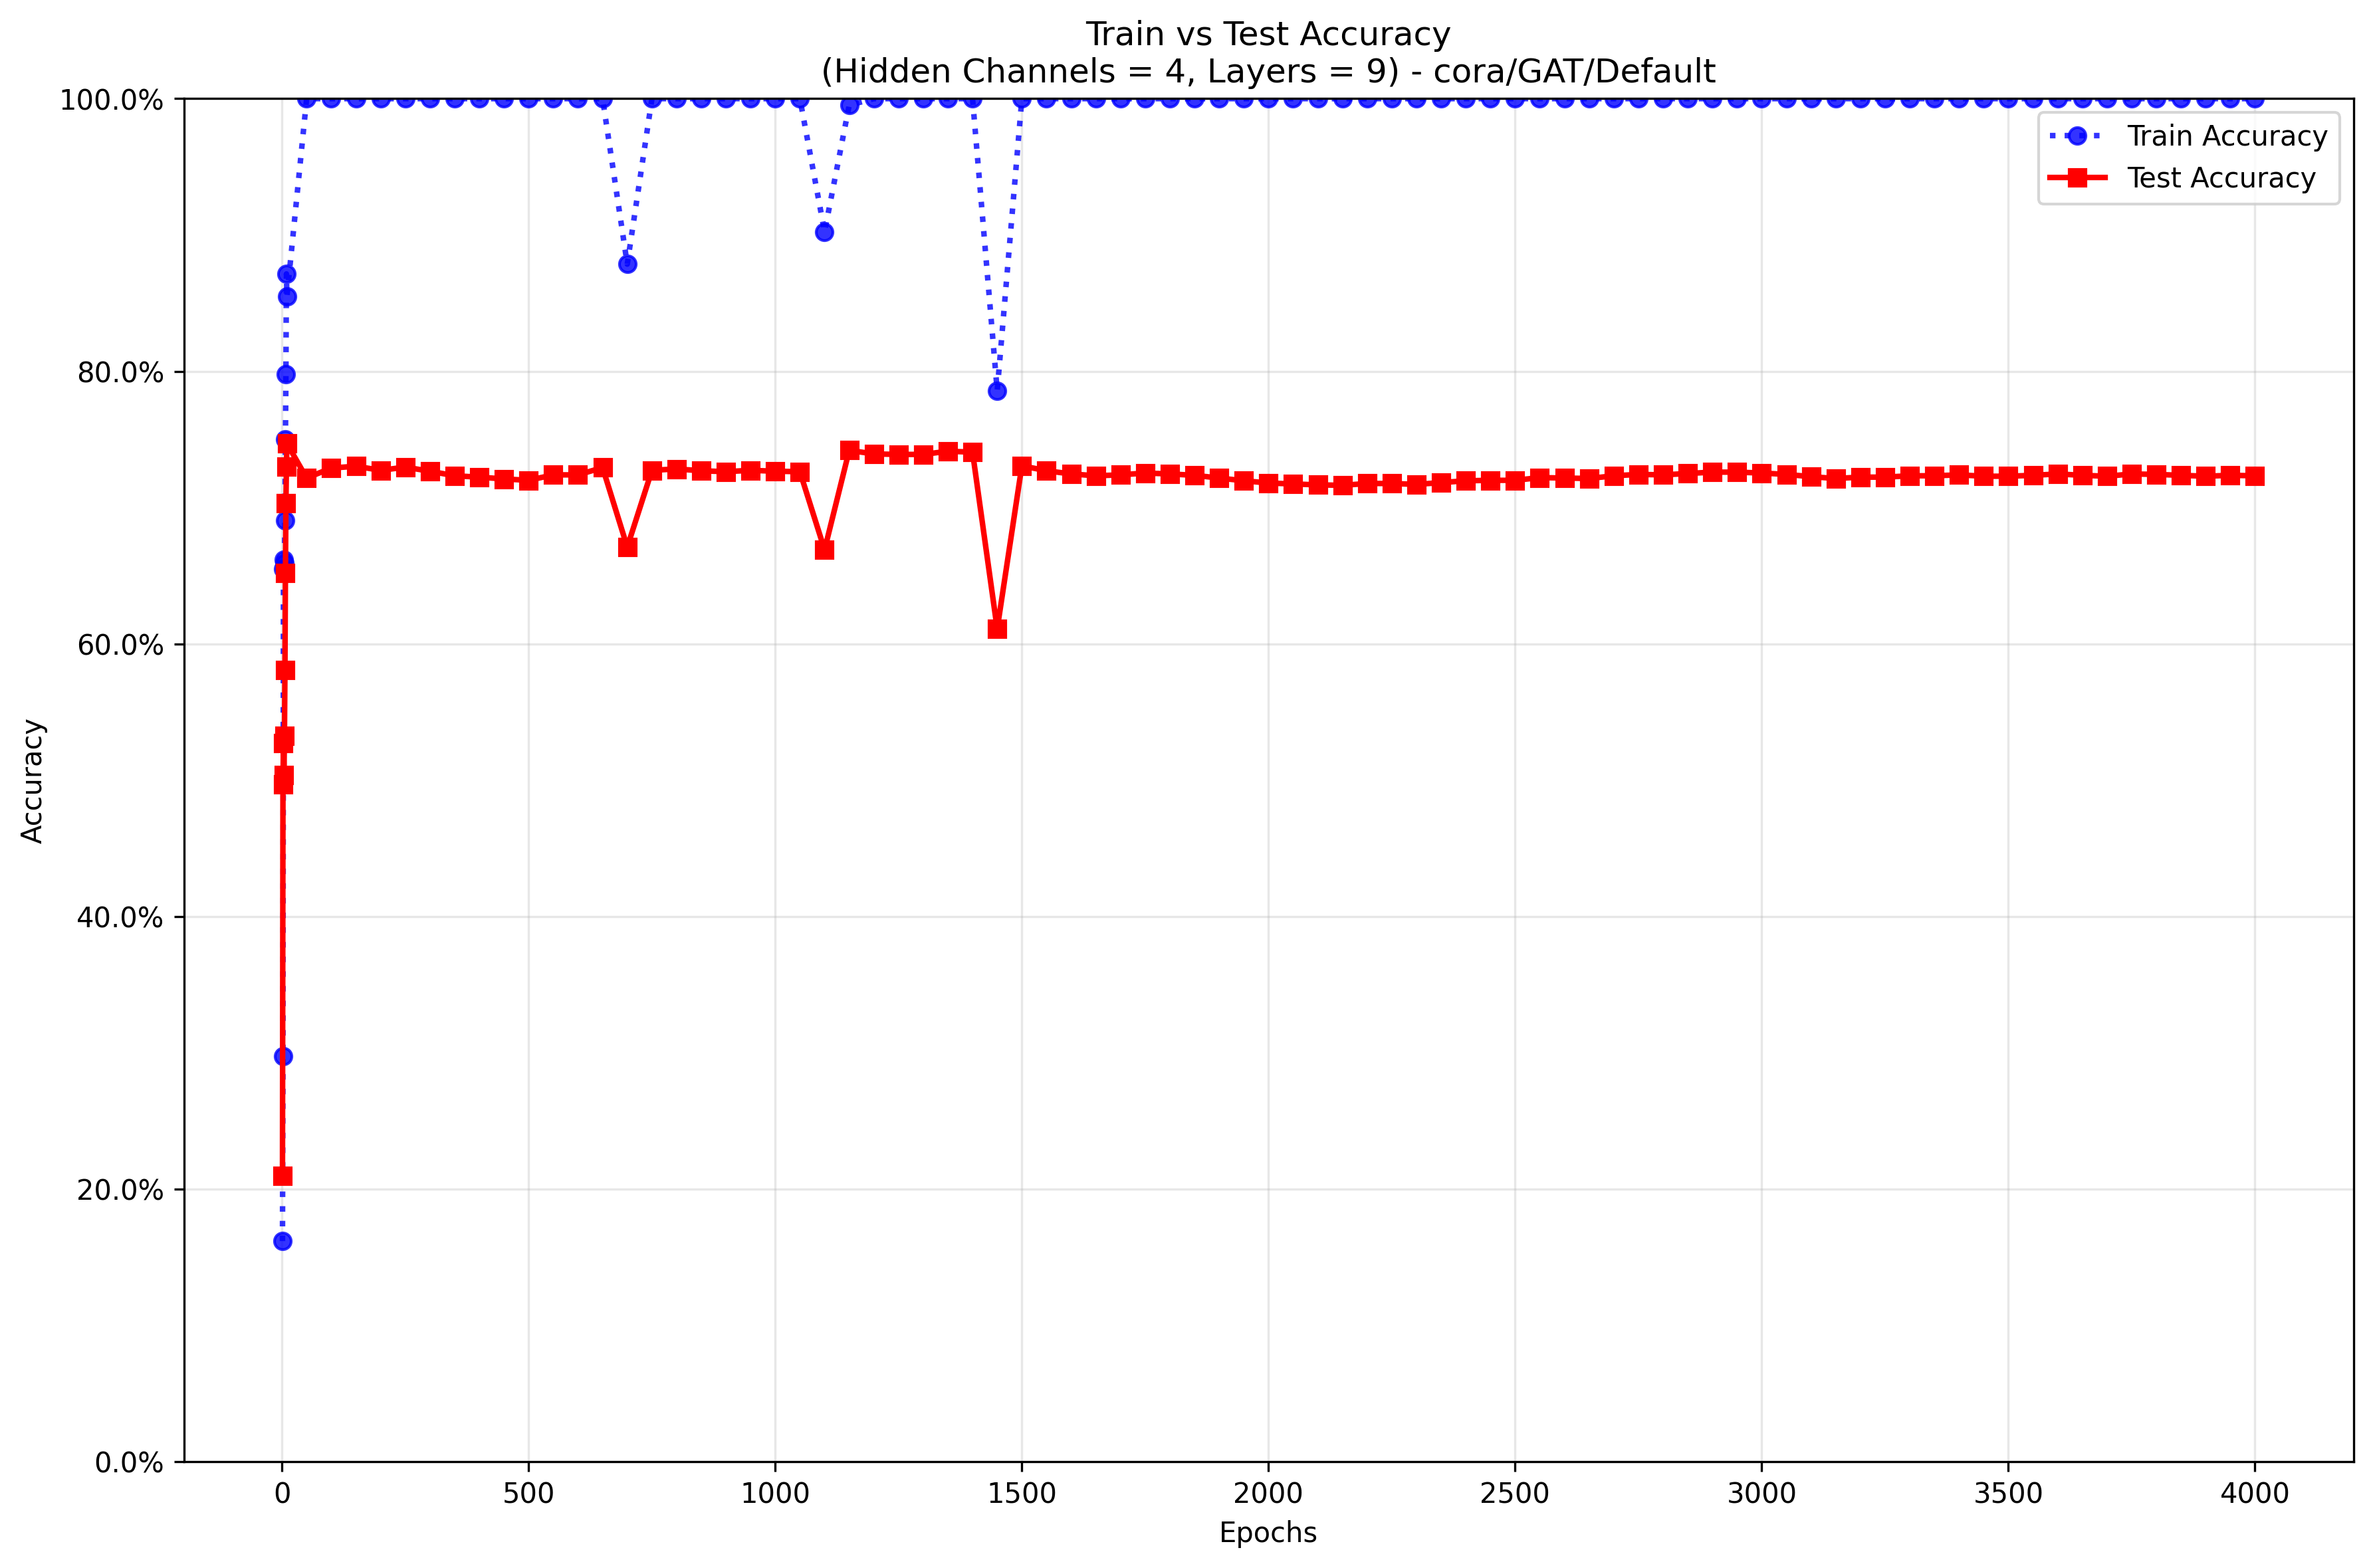 Train vs Test Accuracy
(Hidden Channels = 4, Layers = 9) - cora/GAT/Default
100.0%
80.0%
60.0%
40.0%
20.0%
0.0%
Accuracy
Train Accuracy
Test Accuracy
0 500 1000 1500 2000 2500 3000 3500 4000
Epochs